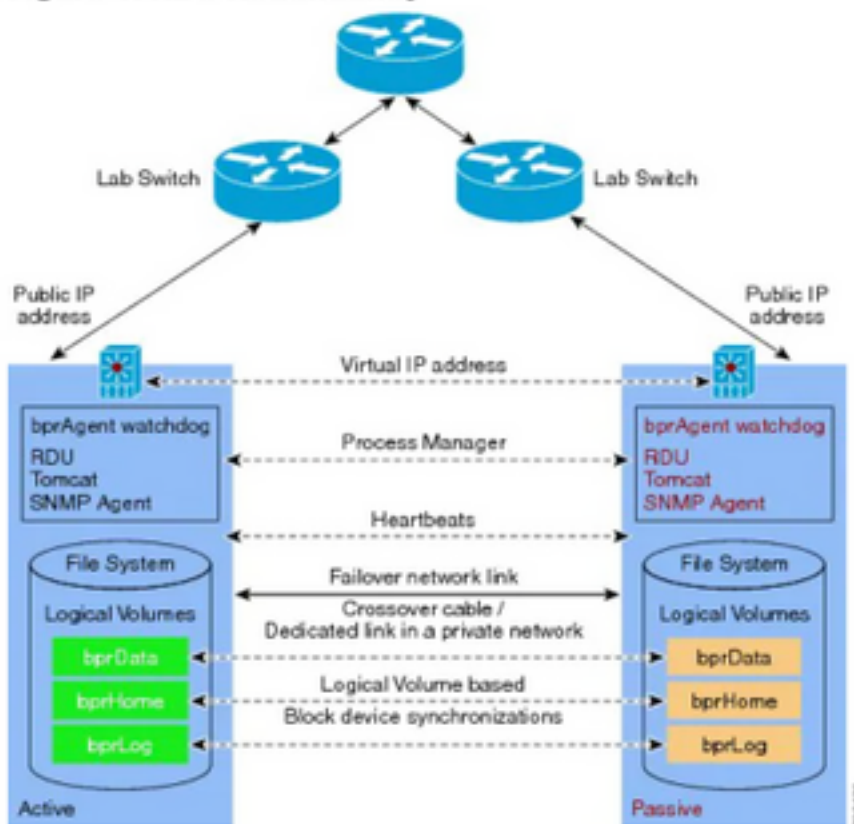 Lab Switch
Lab Switch
Public IP
address
Public IP
address
Virtual IP address
bprAgent watchdog
RDU
Tomcat
SNMP Agent
Process Manager
bprAgent watchdog
RDU
Tomcat
SNMP Agent
Heartbeats
File System
Logical Volumes
bprData
bprHome
bprLog
Failover network link
Crossover cable /
Dedicated link in a private network
Logical Volume based
Block device synchronizations
File System
Logical Volumes
bprData
bprHome
bprLog
Active
Passive